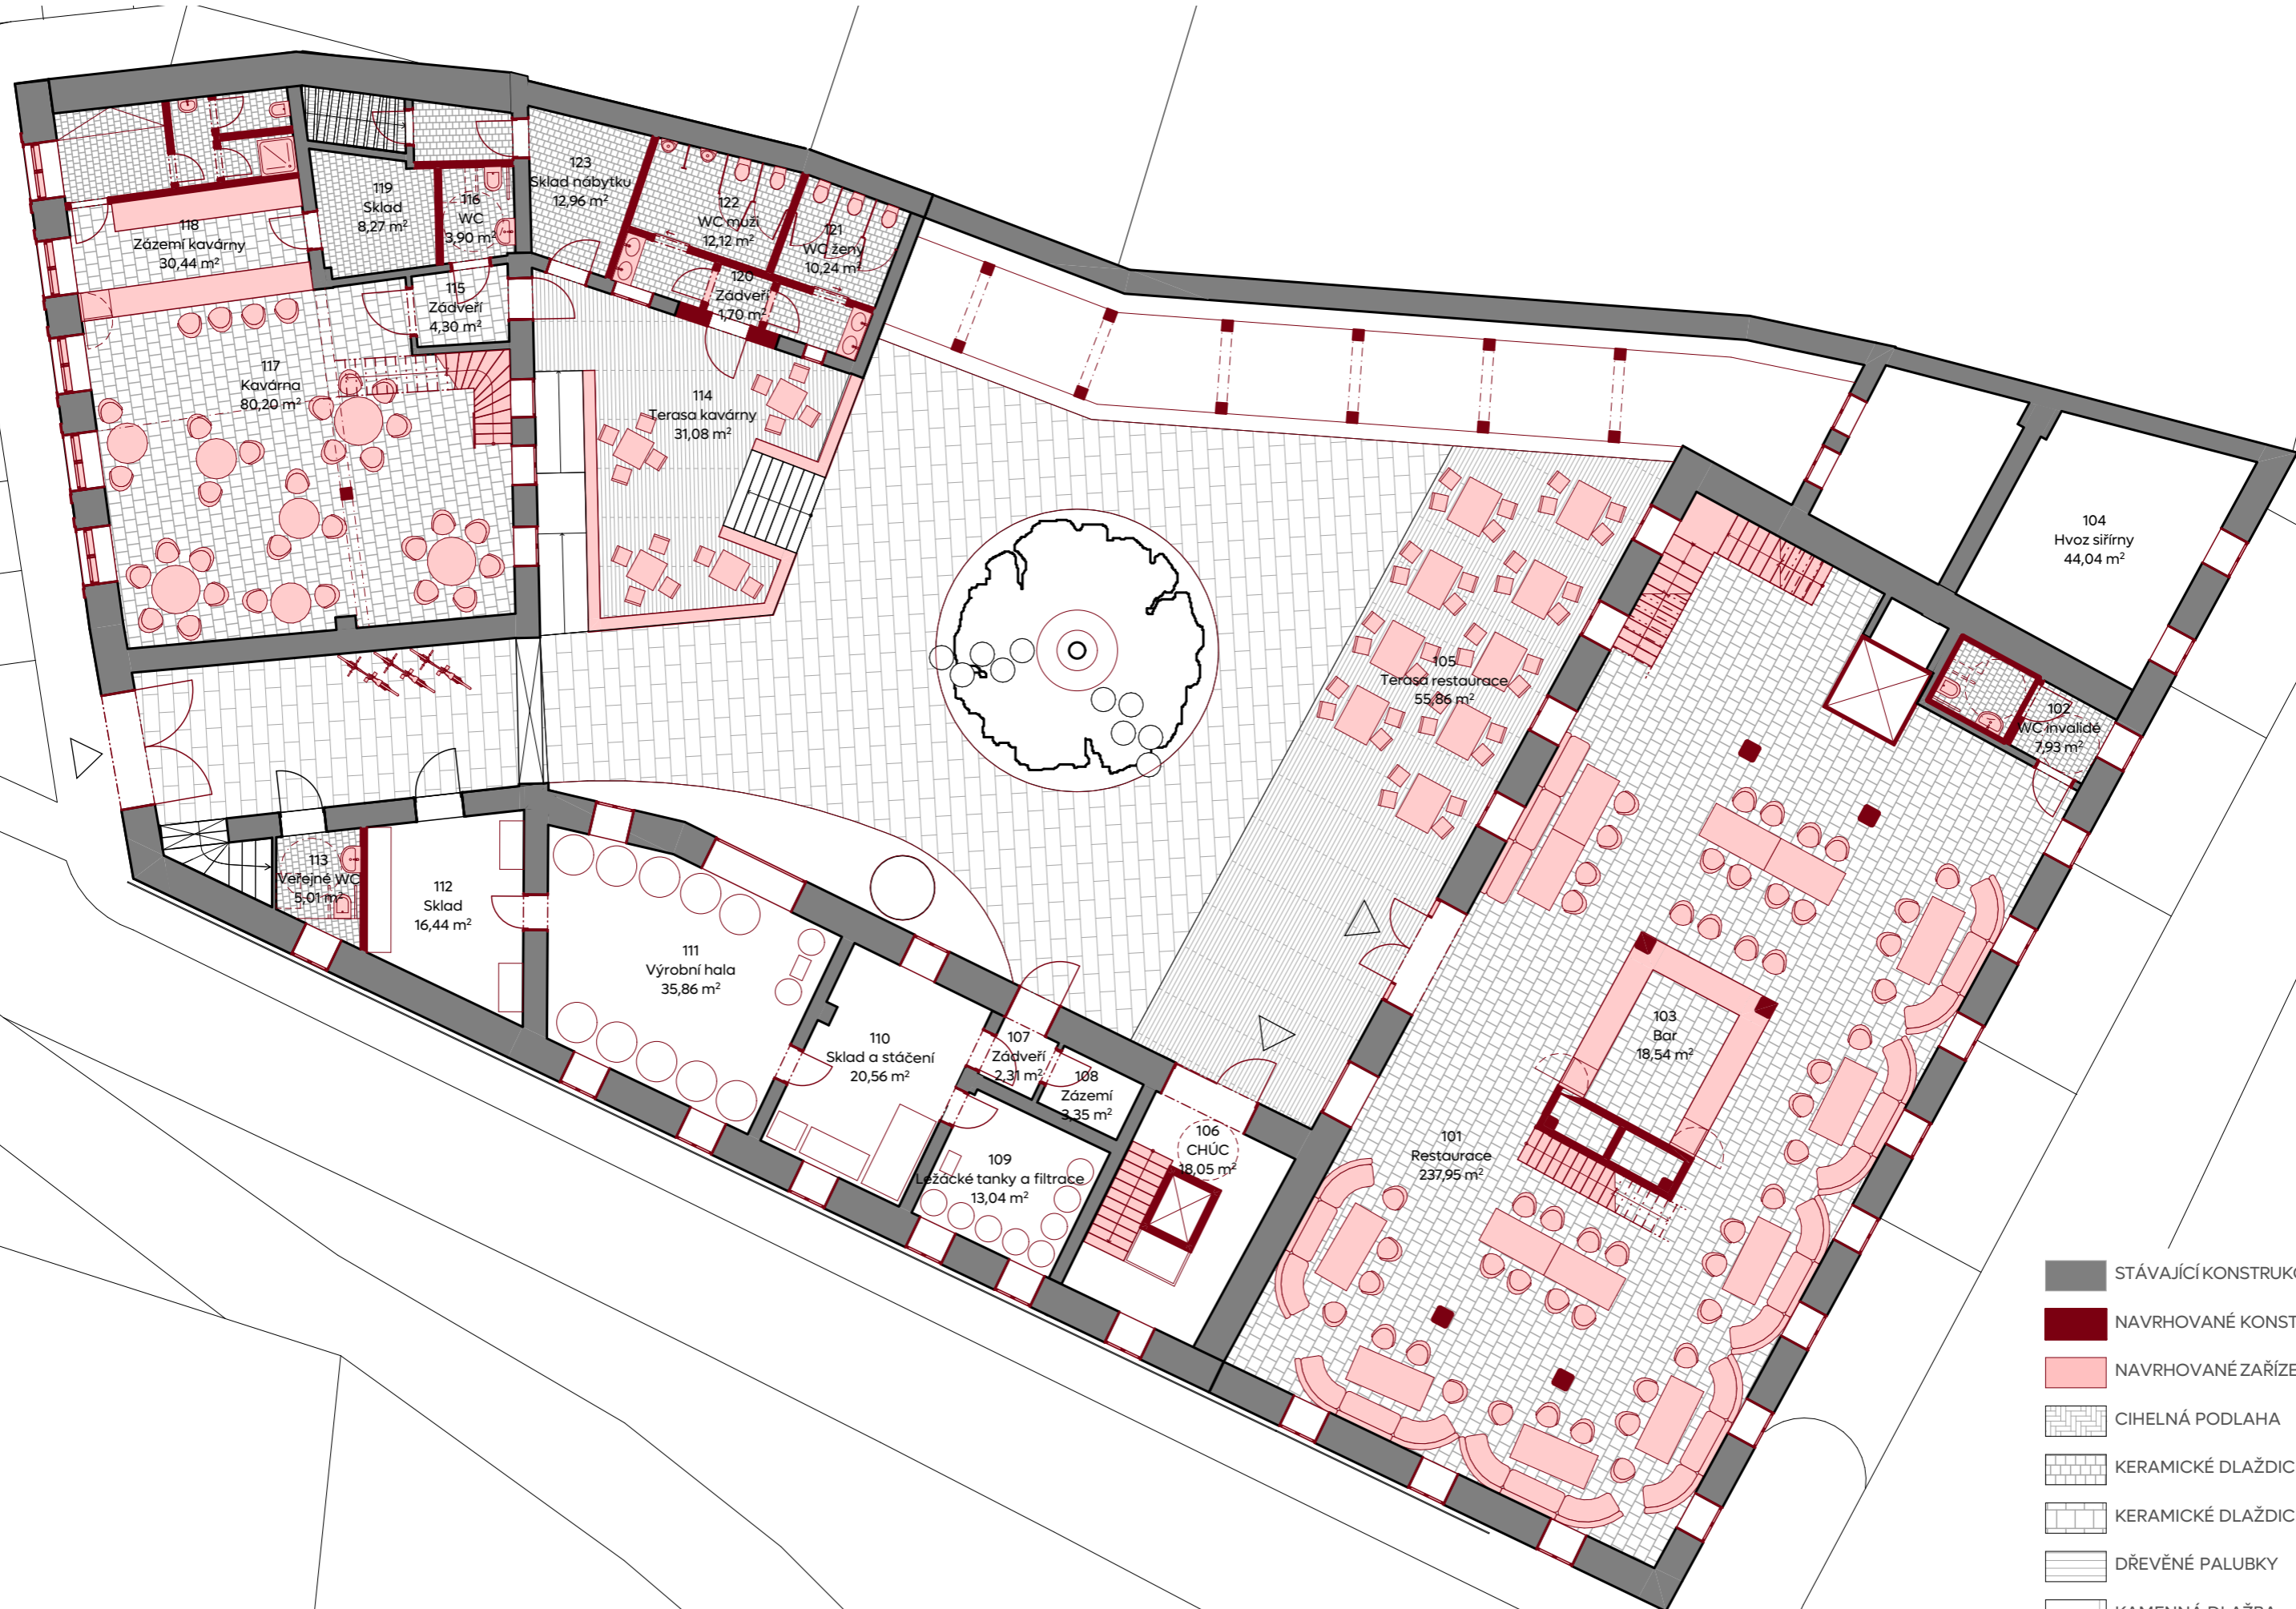 123
Sklad nábytku
12,96 m²
122
WC muži
12,12 m²
121
WC ženy
10,24 m²
120
Zádveří
1,70 m²
119
Sklad
8,27 m²
116
WC
3,90 m²
118
Zázemí kavárny
30,44 m²
115
Zádveří
4,30 m²
117
Kavárna
80,20 m²
114
Terasa kavárny
31,08 m²
104
Hvoz siřírny
44,04 m²
105
Terasa restaurace
55,86 m²
102
WC invalidé
7,93 m²
113
Veřejné WC
5,01 m²
112
Sklad
16,44 m²
111
Výrobní hala
35,86 m²
110
Sklad a stáčení
20,56 m²
107
Zádveří
2,31 m²
108
Zázemí
3,35 m²
109
Ležácké tanky a filtrace
13,04 m²
106
CHÚC
18,05 m²
103
Bar
18,54 m²
101
Restaurace
237,95 m²
STÁVAJÍCÍ
NAVRHOVANÉ
NAVRHOVANÉ
CIHELNÁ PODLAHA
KERAMICKÉ
KERAMICKÉ
DŘEVĚNÉ PALUBKY
KAMENNÁ DLAŽBA